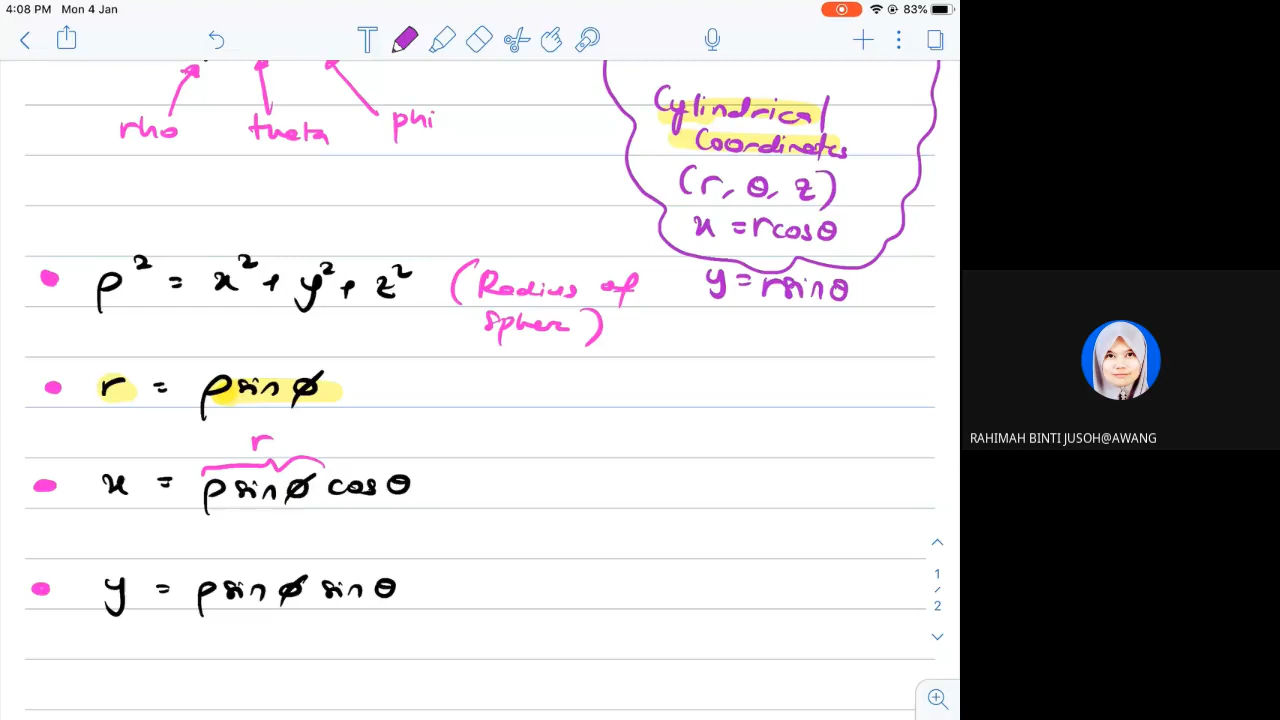 4:08 PM Mon 4 Jan
83%
rho theta phi
Cylindrical
Coordinates
(r, θ, z)
x = rcosθ
y = rsinθ
ρ² = x² + y² + z² (Radius of
sphere)
r = ρsinϕ
r
x = ρsinϕ cosθ
y = ρsinϕ sinθ
1
/
2
RAHIMAH BINTI JUSOH@AWANG